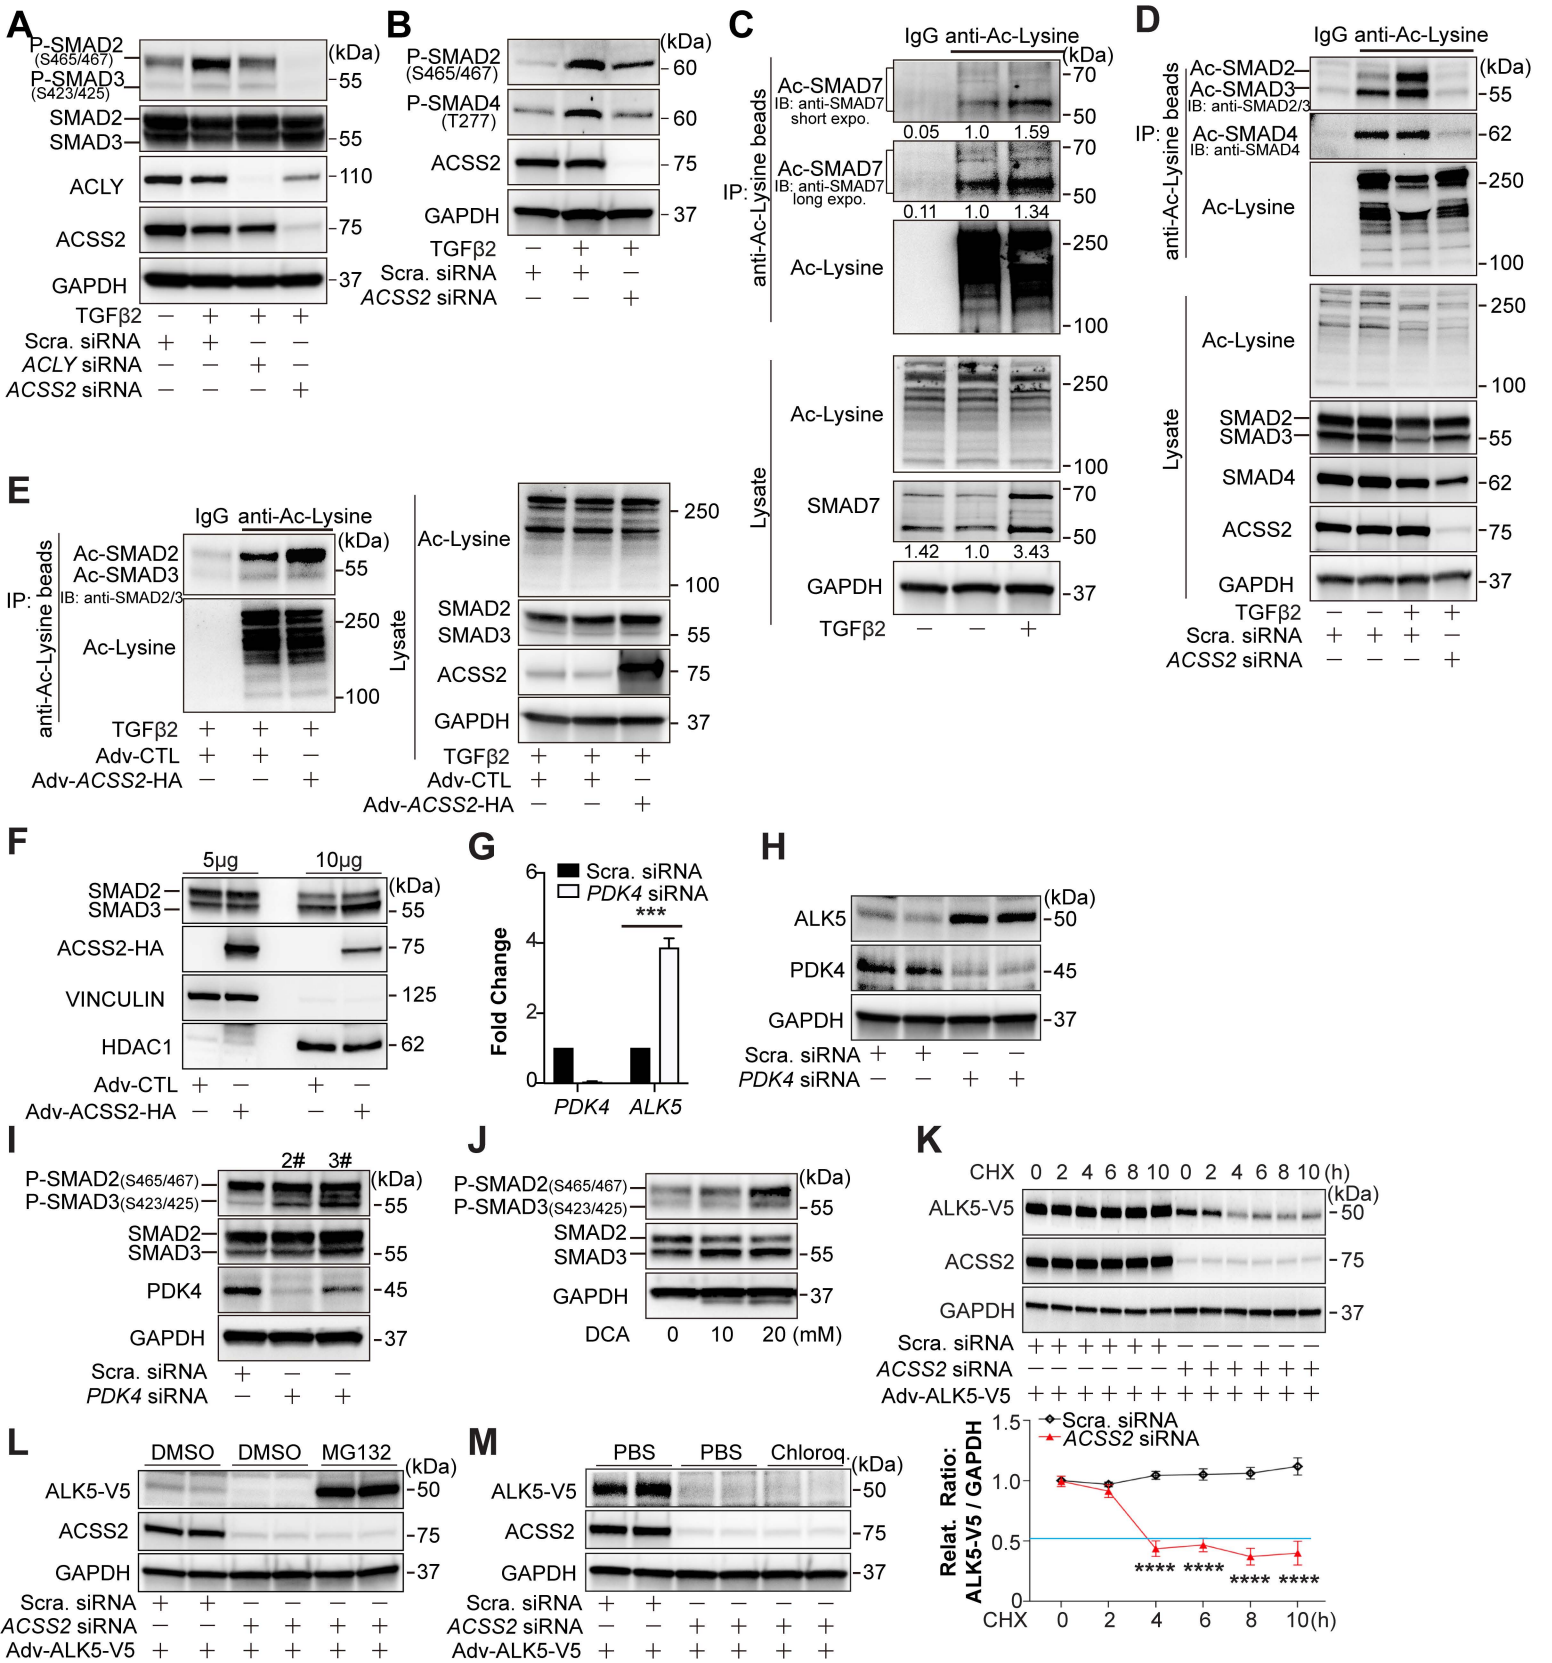 A
P-SMAD2
(S465/467)
P-SMAD3
(S423/425)
(kDa)
55
SMAD2
SMAD3
55
ACLY
110
ACSS2
75
GAPDH
37
TGFβ2 − + + +
Scra. siRNA + + − −
ACLY siRNA − − + −
ACSS2 siRNA − − − +
B
(kDa)
P-SMAD2
(S465/467)
60
P-SMAD4
(T277)
60
ACSS2
75
GAPDH
37
TGFβ2 − + +
Scra. siRNA + + −
ACSS2 siRNA − − +
C
IgG anti-Ac-Lysine
(kDa)
IP:
anti-Ac-Lysine beads
Ac-SMAD7
IB: anti-SMAD7
short expo.
70
50
0.05 1.0 1.59
Ac-SMAD7
IB: anti-SMAD7
long expo.
70
50
0.11 1.0 1.34
Ac-Lysine
250
100
Lysate
Ac-Lysine
250
100
SMAD7
70
50
1.42 1.0 3.43
GAPDH
37
TGFβ2 − − +
D
IgG anti-Ac-Lysine
(kDa)
IP:
anti-Ac-Lysine beads
Ac-SMAD2
Ac-SMAD3
IB: anti-SMAD2/3
55
Ac-SMAD4
IB: anti-SMAD4
62
Ac-Lysine
250
100
Lysate
Ac-Lysine
250
100
SMAD2
SMAD3
55
SMAD4
62
ACSS2
75
GAPDH
37
TGFβ2 − − + +
Scra. siRNA + + + −
ACSS2 siRNA − − − +
E
IgG anti-Ac-Lysine
(kDa)
IP:
anti-Ac-Lysine beads
Ac-SMAD2
Ac-SMAD3
IB: anti-SMAD2/3
55
Ac-Lysine
250
100
TGFβ2 + + +
Adv-CTL + + −
Adv-ACSS2-HA − − +
Lysate
Ac-Lysine
250
100
SMAD2
SMAD3
55
ACSS2
75
GAPDH
37
TGFβ2 + + +
Adv-CTL + + −
Adv-ACSS2-HA − − +
F
5μg 10μg
(kDa)
SMAD2
SMAD3
55
ACSS2-HA
75
VINCULIN
125
HDAC1
62
Adv-CTL + − + −
Adv-ACSS2-HA − + − +
G
Scra. siRNA
PDK4 siRNA
***
Fold Change
6
4
2
0
PDK4 ALK5
H
(kDa)
ALK5
50
PDK4
45
GAPDH
37
Scra. siRNA + + − −
PDK4 siRNA − − + +
I
2# 3#
(kDa)
P-SMAD2(S465/467)
P-SMAD3(S423/425)
55
SMAD2
SMAD3
55
PDK4
45
GAPDH
37
Scra. siRNA + − −
PDK4 siRNA − + +
J
(kDa)
P-SMAD2(S465/467)
P-SMAD3(S423/425)
55
SMAD2
SMAD3
55
GAPDH
37
DCA 0 10 20 (mM)
K
CHX 0 2 4 6 8 10 0 2 4 6 8 10 (h)
(kDa)
ALK5-V5
50
ACSS2
75
GAPDH
37
Scra. siRNA + + + + + + − − − − − −
ACSS2 siRNA − − − − − − + + + + + +
Adv-ALK5-V5 + + + + + + + + + + + +
Scra. siRNA
ACSS2 siRNA
Relat. Ratio:
ALK5-V5 / GAPDH
1.5
1.0
0.5
0
**** **** **** ****
CHX 0 2 4 6 8 10 (h)
L
DMSO DMSO MG132
(kDa)
ALK5-V5
50
ACSS2
75
GAPDH
37
Scra. siRNA + + − − − −
ACSS2 siRNA − − + + + +
Adv-ALK5-V5 + + + + + +
M
PBS PBS Chloroq.
(kDa)
ALK5-V5
50
ACSS2
75
GAPDH
37
Scra. siRNA + + − − − −
ACSS2 siRNA − − + + + +
Adv-ALK5-V5 + + + + + +